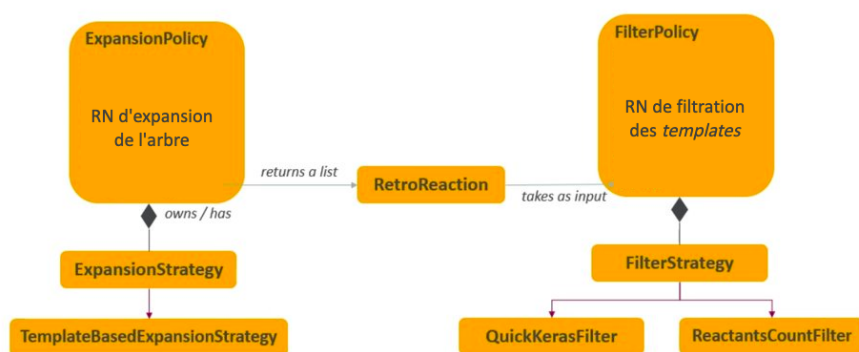 ExpansionPolicy
RN d'expansion
de l'arbre
FilterPolicy
RN de filtration
des templates
returns a list
RetroReaction
takes as input
owns / has
ExpansionStrategy
FilterStrategy
TemplateBasedExpansionStrategy
QuickKerasFilter
ReactantsCountFilter